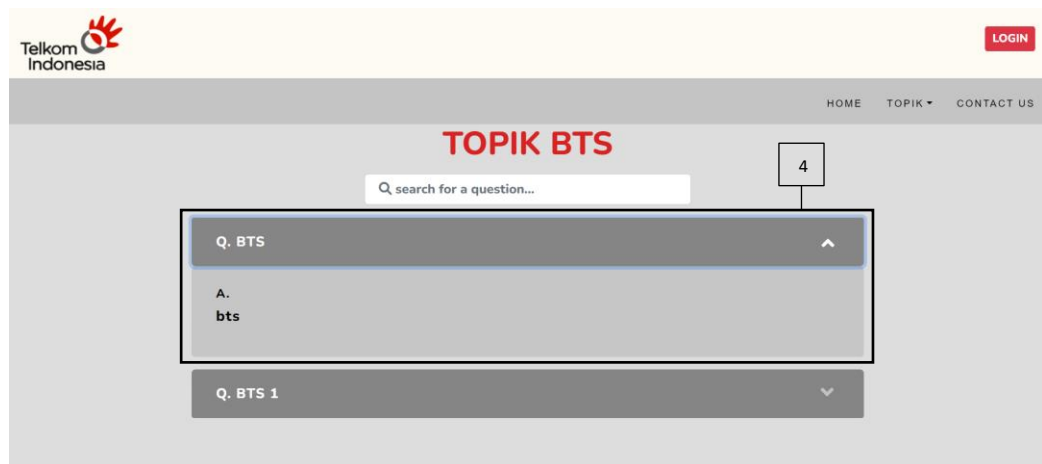 Telkom
Indonesia
LOGIN
HOME TOPIK CONTACT US
TOPIK BTS
4
search for a question...
Q. BTS
A.
bts
Q. BTS 1